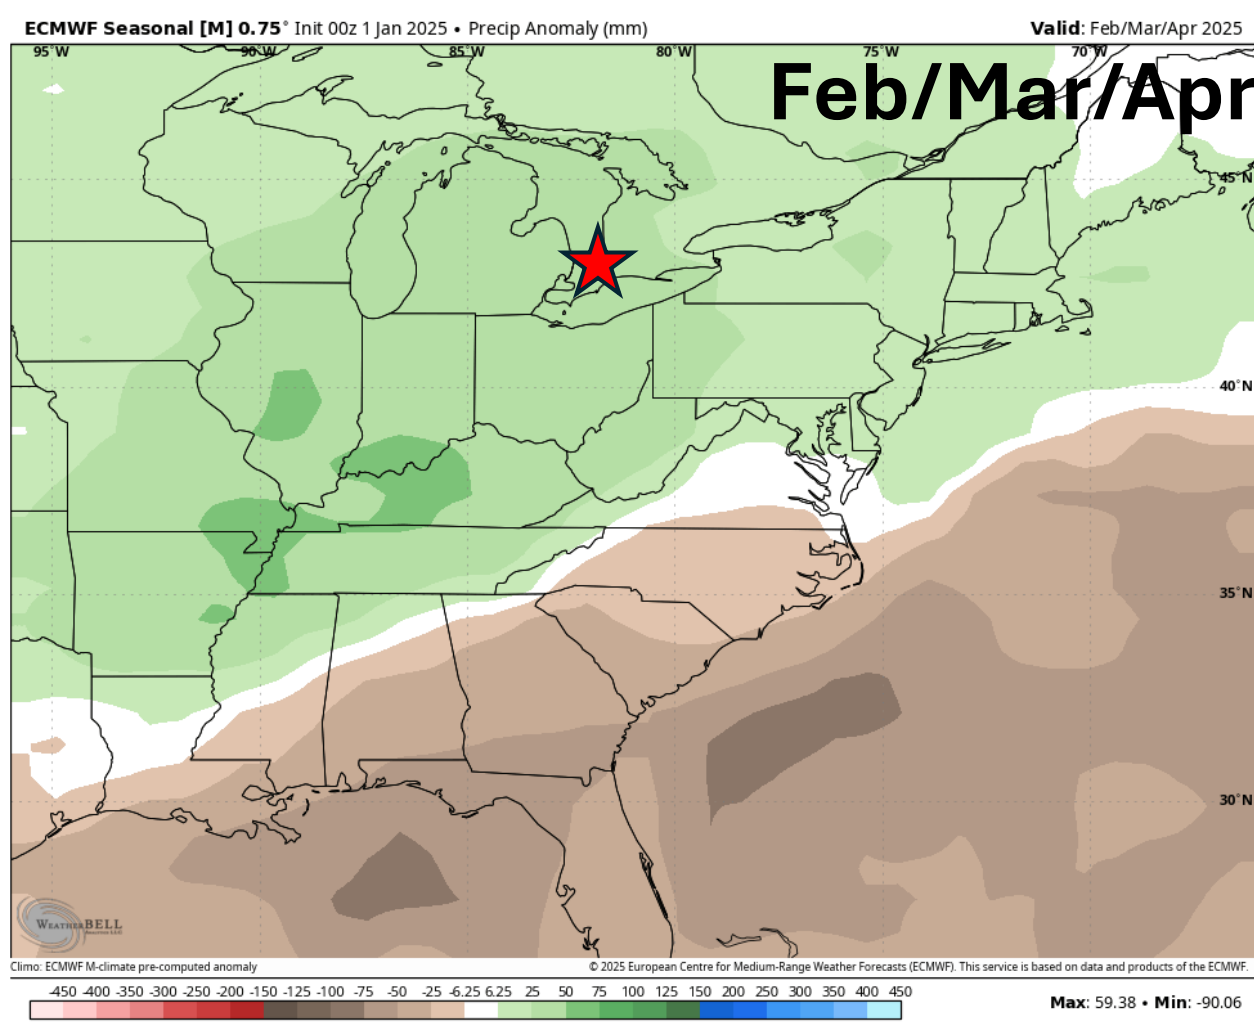 ECMWF Seasonal [M] 0.75° Init 00z 1 Jan 2025 • Precip Anomaly (mm) Valid: Feb/Mar/Apr 2025
95°W 90°W 85°W 80°W 75°W 70°W
Feb/Mar/Apr
45°N
40°N
35°N
30°N
WEATHERBELL
Climo: ECMWF M-climate pre-computed anomaly © 2025 European Centre for Medium-Range Weather Forecasts (ECMWF). This service is based on data and products of the ECMWF.
-450 -400 -350 -300 -250 -200 -150 -125 -100 -75 -50 -25 -6.25 6.25 25 50 75 100 125 150 200 250 300 350 400 450
Max: 59.38 • Min: -90.06